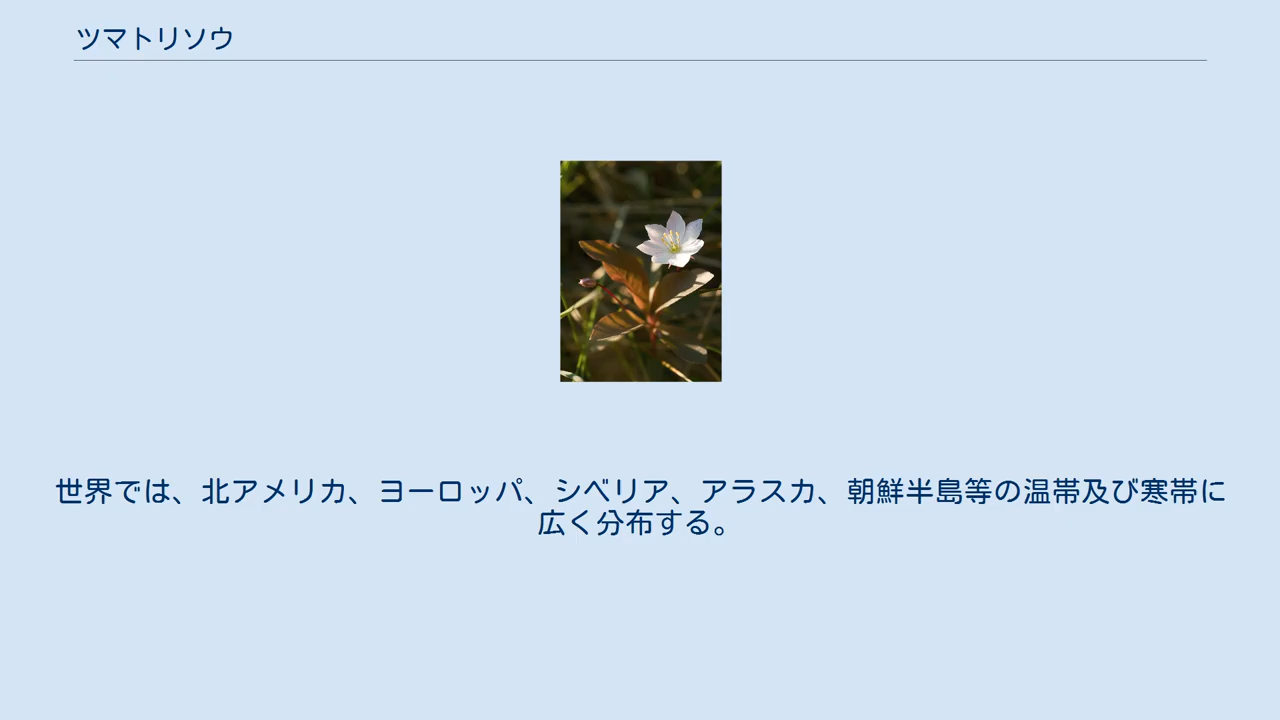 ツマトリソウ
世界では、北アメリカ、ヨーロッパ、シベリア、アラスカ、朝鮮半島等の温帯及び寒帯に
広く分布する。